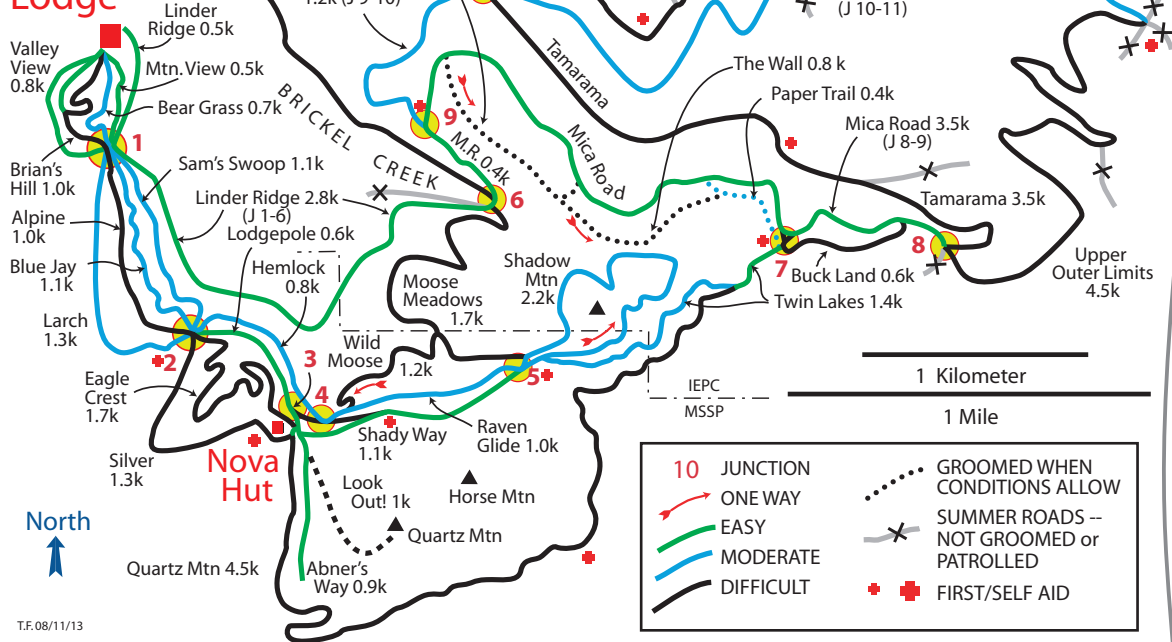 Lodge
Linder
Ridge 0.5k
1.2k (J 9-10)
(J 10-11)
Valley
View
0.8k
Mtn. View 0.5k
Bear Grass 0.7k
1
Brian's
Hill 1.0k
Sam's Swoop 1.1k
Alpine
1.0k
Linder Ridge 2.8k
(J 1-6)
Lodgepole 0.6k
Blue Jay
1.1k
Hemlock
0.8k
Larch
1.3k
2
Eagle
Crest
1.7k
Silver
1.3k
BRICKEL CREEK
9
M.R. 0.4k
6
Tamarama
Mica Road
The Wall 0.8 k
Paper Trail 0.4k
Mica Road 3.5k
(J 8-9)
Tamarama 3.5k
8
7
Buck Land 0.6k
Twin Lakes 1.4k
Upper
Outer Limits
4.5k
Shadow
Mtn
2.2k
Moose
Meadows
1.7k
Wild
Moose
1.2k
3
4
5
Shady Way
1.1k
Raven
Glide 1.0k
Nova
Hut
Look
Out! 1k
Horse Mtn
Quartz Mtn
Quartz Mtn 4.5k
Abner's
Way 0.9k
North
T.F. 08/11/13
IEPC
MSSP
1 Kilometer
1 Mile
10 JUNCTION
ONE WAY
EASY
MODERATE
DIFFICULT
GROOMED WHEN
CONDITIONS ALLOW
SUMMER ROADS --
NOT GROOMED or
PATROLLED
FIRST/SELF AID